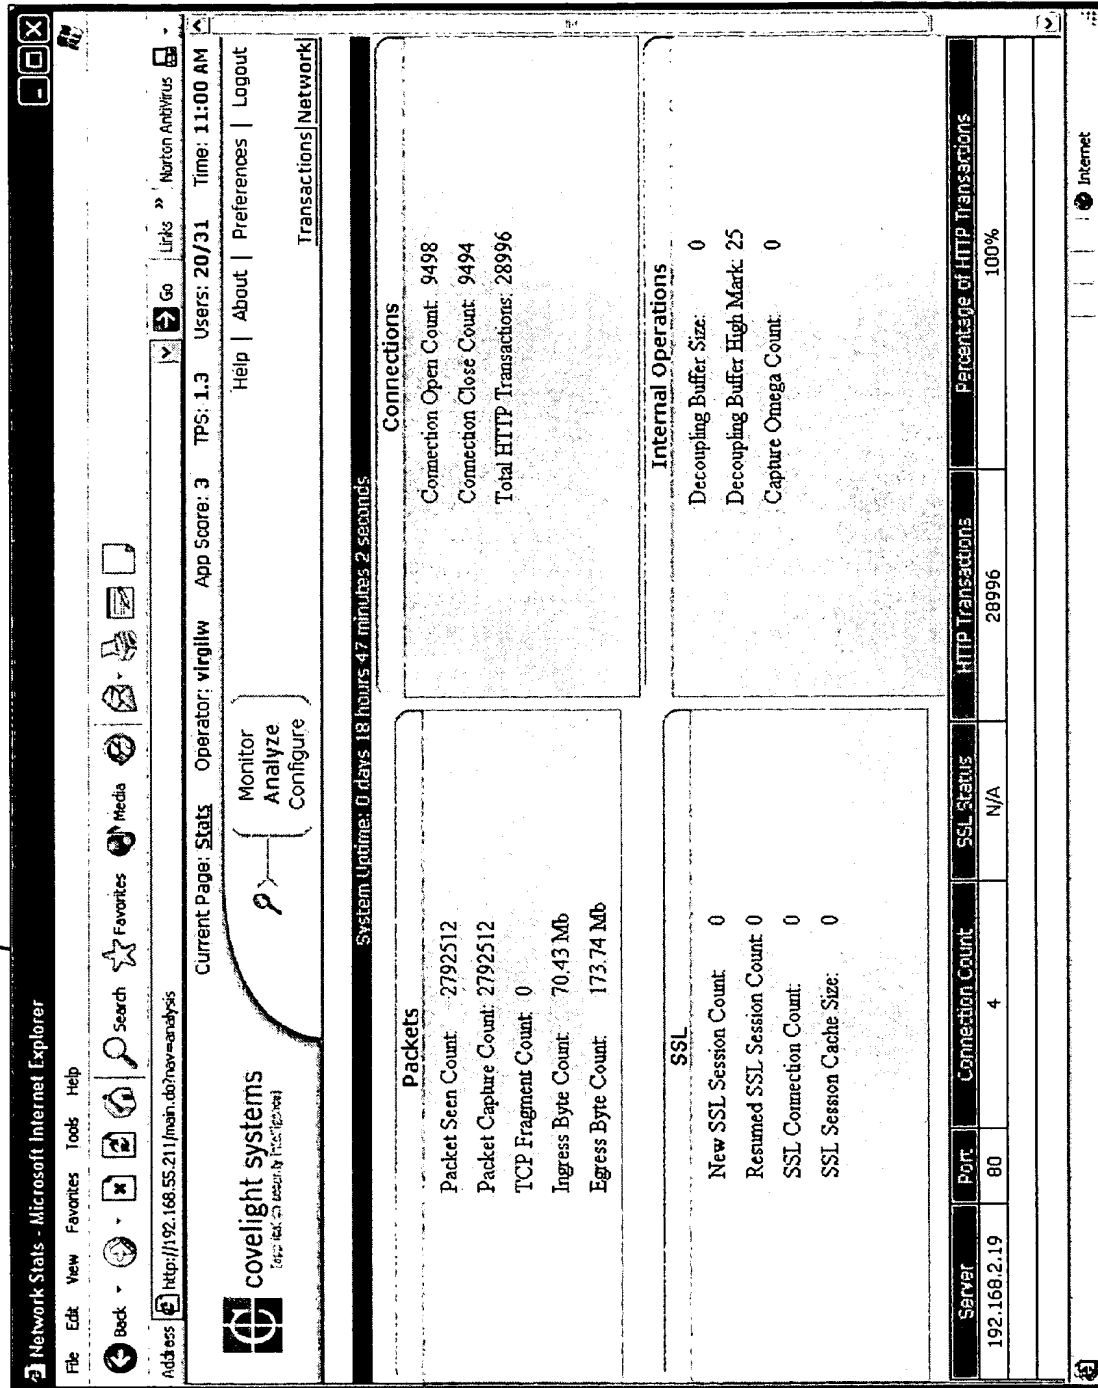 Network Stats - Microsoft Internet Explorer
File Edit View Favorites Tools Help
Back Search Favorites Media
Address http://192.168.55.211/main.do?nav=analysis Go Links » Norton AntiVirus
Current Page: Stats Operator: virgilw App Score: 3 TPS: 1.3 Users: 20/31 Time: 11:00 AM
covelight systems
[application security intelligence]
Monitor
Analyze
Configure
Help | About | Preferences | Logout
Transactions | Network
System Uptime: 0 days 18 hours 47 minutes 2 seconds
Packets
Packet Seen Count: 2792512
Packet Capture Count: 2792512
TCP Fragment Count: 0
Ingress Byte Count: 70.43 Mb
Egress Byte Count: 173.74 Mb
Connections
Connection Open Count: 9498
Connection Close Count: 9494
Total HTTP Transactions: 28996
SSL
New SSL Session Count: 0
Resumed SSL Session Count: 0
SSL Connection Count: 0
SSL Session Cache Size: 0
Internal Operations
Decoupling Buffer Size: 0
Decoupling Buffer High Mark: 25
Capture Omega Count: 0
Server Port Connection Count SSL Status HTTP Transactions Percentage of HTTP Transactions
192.168.2.19 80 4 N/A 28996 100%
Internet